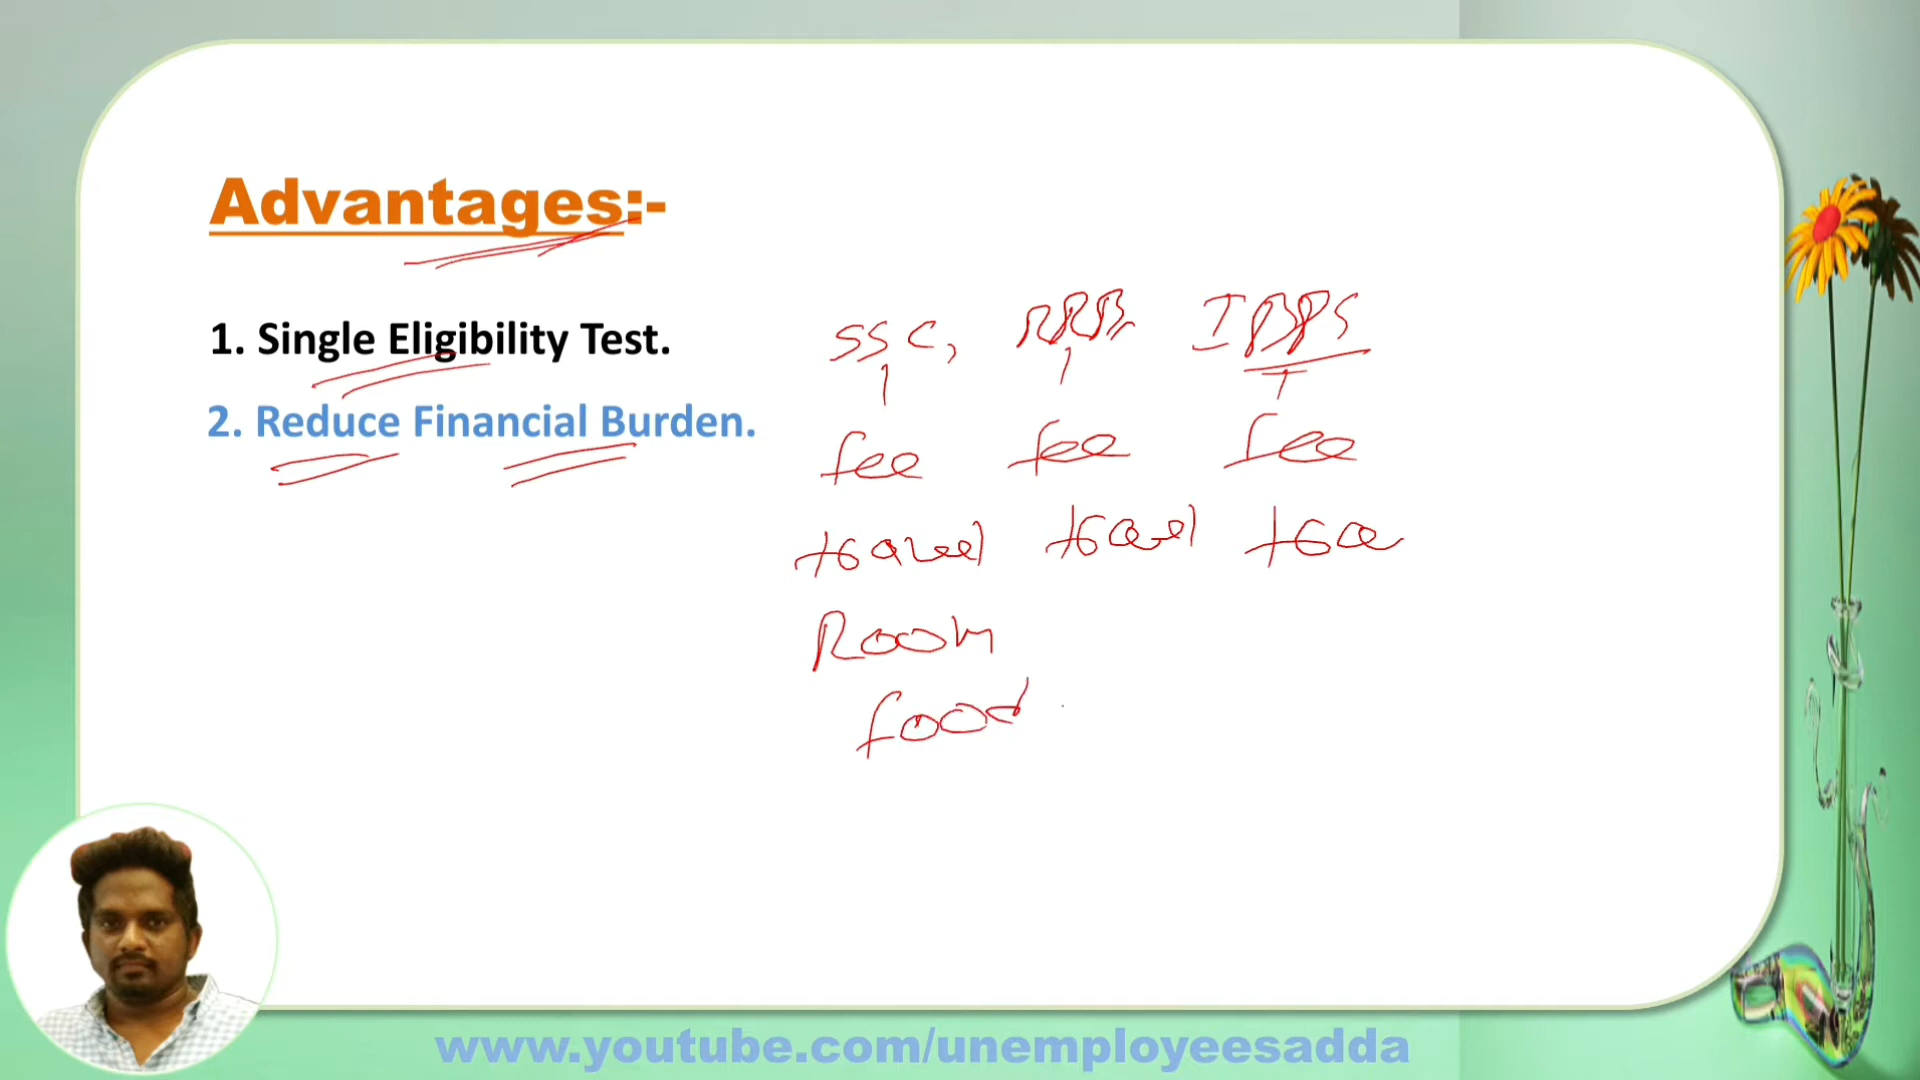 Advantages:-
1. Single Eligibility Test.
2. Reduce Financial Burden.
SSC, RRB, IBPS
fee fee fee
travel travel tra
Room
food
www.youtube.com/unemployeesadda